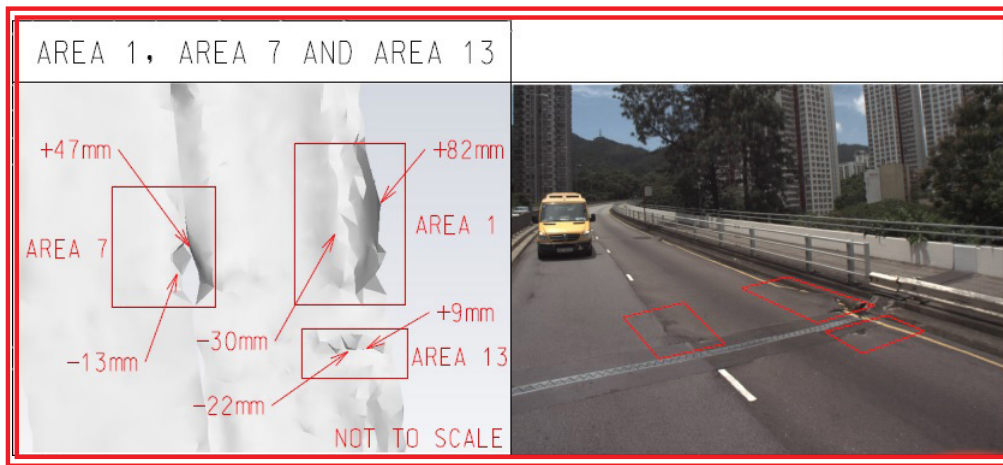 AREA 1, AREA 7 AND AREA 13
+47mm
+82mm
AREA 7
AREA 1
-13mm
-30mm
+9mm
AREA 13
-22mm
NOT TO SCALE